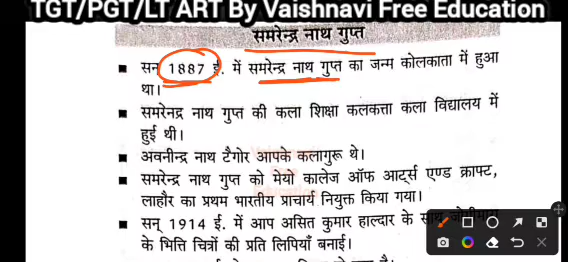 TGT/PGT/LT ART By Vaishnavi Free Education
समरेन्द्र नाथ गुप्त
■ सन् 1887 ई. में समरेन्द्र नाथ गुप्त का जन्म कोलकाता में हुआ
था।
■ समरेनद्र नाथ गुप्त की कला शिक्षा कलकत्ता कला विद्यालय में
हुई थी।
■ अवनीन्द्र नाथ टैगोर आपके कलागुरू थे।
■ समरेन्द्र नाथ गुप्त को मेयो कालेज ऑफ आर्ट्स एण्ड क्राफ्ट,
लाहौर का प्रथम भारतीय प्राचार्य नियुक्त किया गया।
■ सन् 1914 ई. में आप असित कुमार हाल्दार के साथ
के भित्ति चित्रों की प्रति लिपियाँ बनाई।